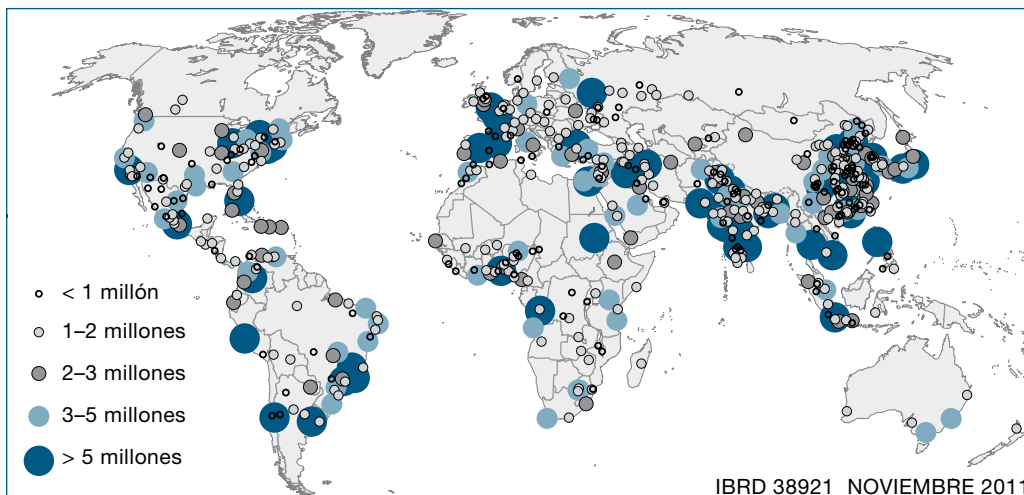 < 1 millón
1–2 millones
2–3 millones
3–5 millones
> 5 millones
IBRD 38921 NOVIEMBRE 2011